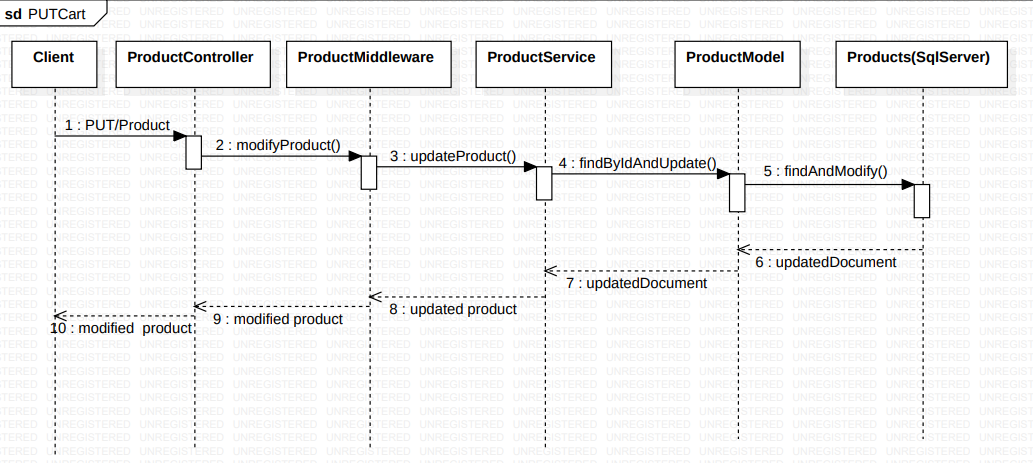 sd PUTCart
Client
ProductController
ProductMiddleware
ProductService
ProductModel
Products(SqlServer)
1 : PUT/Product
2 : modifyProduct()
3 : updateProduct()
4 : findByIdAndUpdate()
5 : findAndModify()
6 : updatedDocument
7 : updatedDocument
8 : updated product
9 : modified product
10 : modified  product
UNREGISTERED